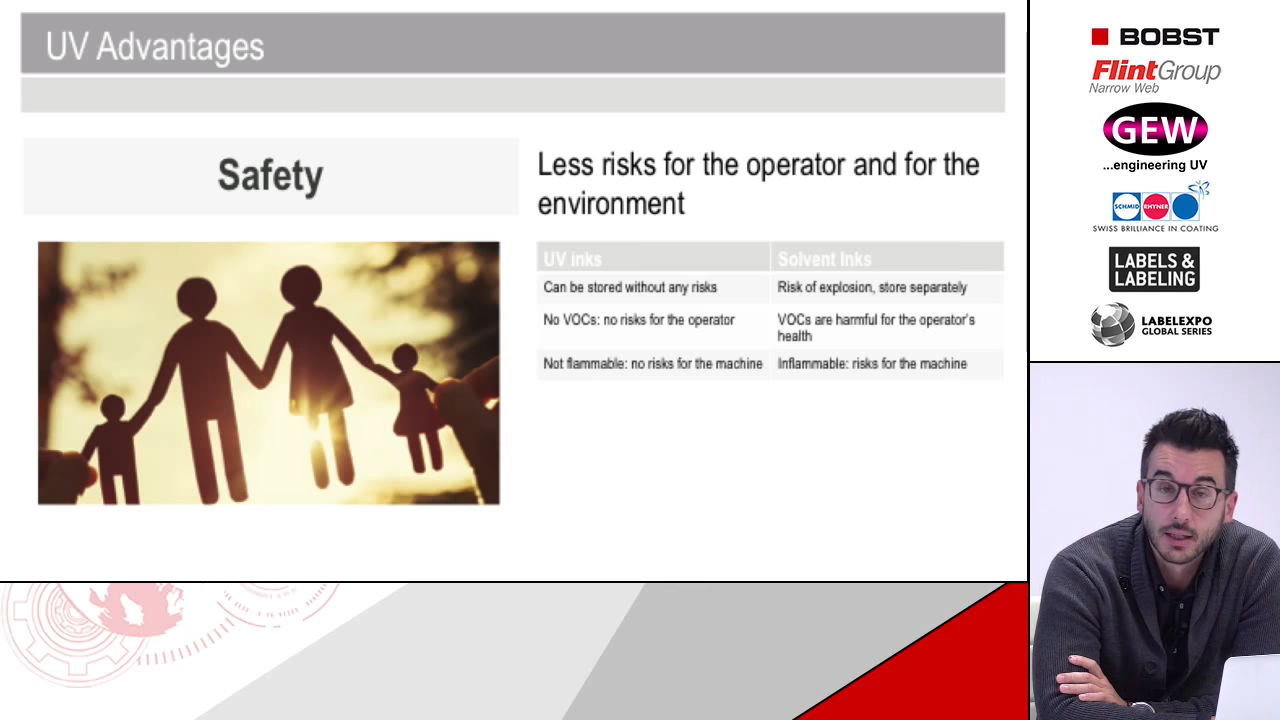 UV Advantages
Safety
Less risks for the operator and for the
environment
UV inks
Solvent Inks
Can be stored without any risks
Risk of explosion, store separately
No VOCs: no risks for the operator
VOCs are harmful for the operator's
health
Not flammable: no risks for the machine
Inflammable: risks for the machine
BOBST
FlintGroup
Narrow Web
GEW
...engineering UV
SCHMID
RHYNER
SWISS BRILLIANCE IN COATING
LABELS &
LABELING
LABELEXPO
GLOBAL SERIES